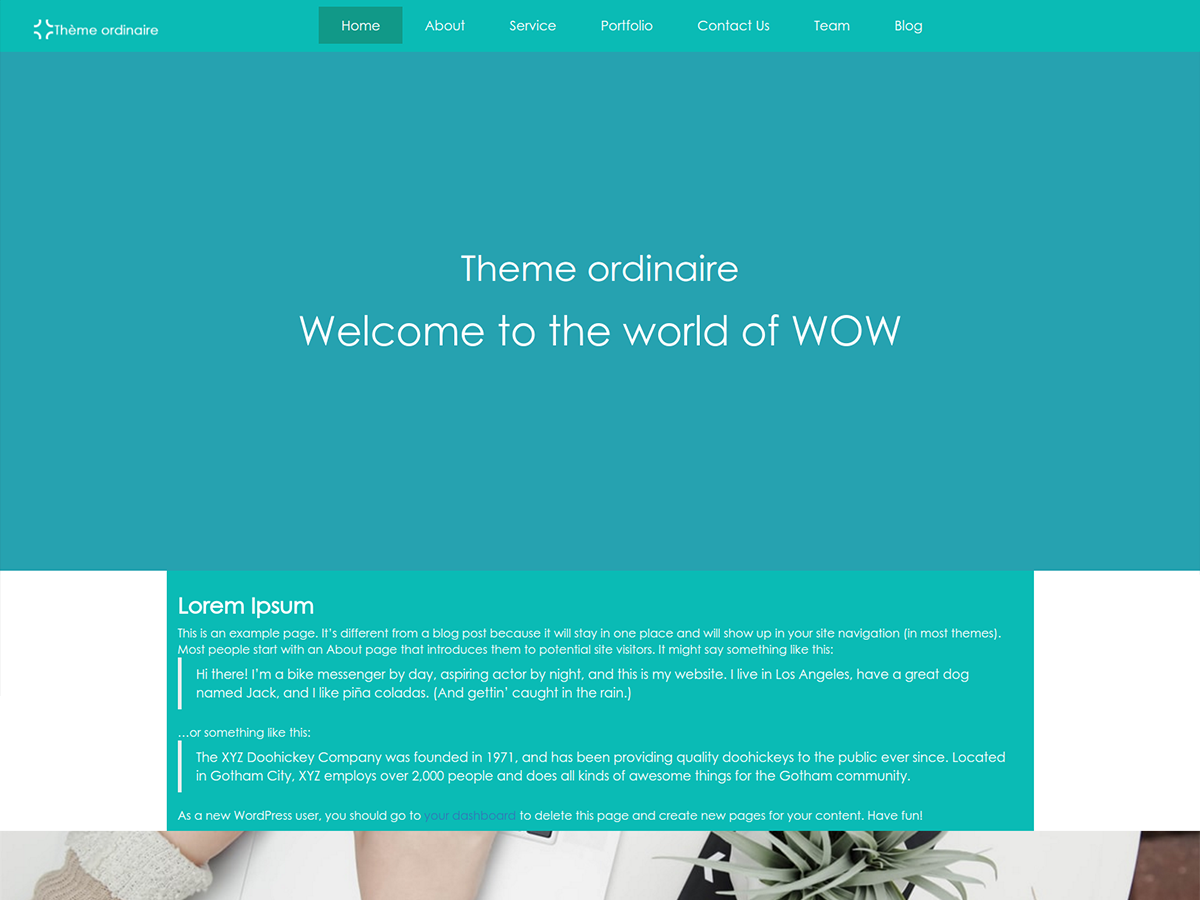 Thème ordinaire
Home About Service Portfolio Contact Us Team Blog
Theme ordinaire
Welcome to the world of WOW
Lorem Ipsum
This is an example page. It’s different from a blog post because it will stay in one place and will show up in your site navigation (in most themes).
Most people start with an About page that introduces them to potential site visitors. It might say something like this:
Hi there! I’m a bike messenger by day, aspiring actor by night, and this is my website. I live in Los Angeles, have a great dog
named Jack, and I like piña coladas. (And gettin’ caught in the rain.)
…or something like this:
The XYZ Doohickey Company was founded in 1971, and has been providing quality doohickeys to the public ever since. Located
in Gotham City, XYZ employs over 2,000 people and does all kinds of awesome things for the Gotham community.
As a new WordPress user, you should go to your dashboard to delete this page and create new pages for your content. Have fun!